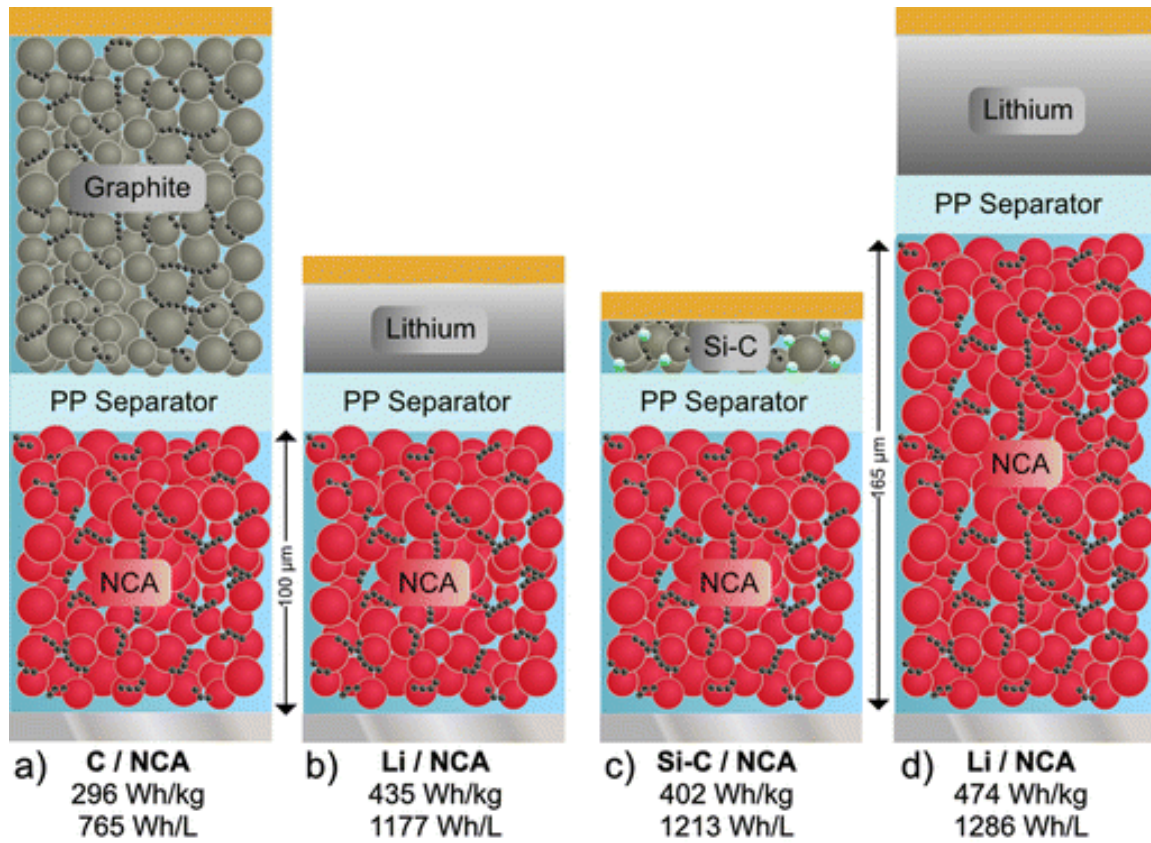 Graphite
PP Separator
NCA
100 μm
a) C / NCA
296 Wh/kg
765 Wh/L
Lithium
PP Separator
NCA
b) Li / NCA
435 Wh/kg
1177 Wh/L
Si-C
PP Separator
NCA
165 μm
c) Si-C / NCA
402 Wh/kg
1213 Wh/L
Lithium
PP Separator
NCA
d) Li / NCA
474 Wh/kg
1286 Wh/L